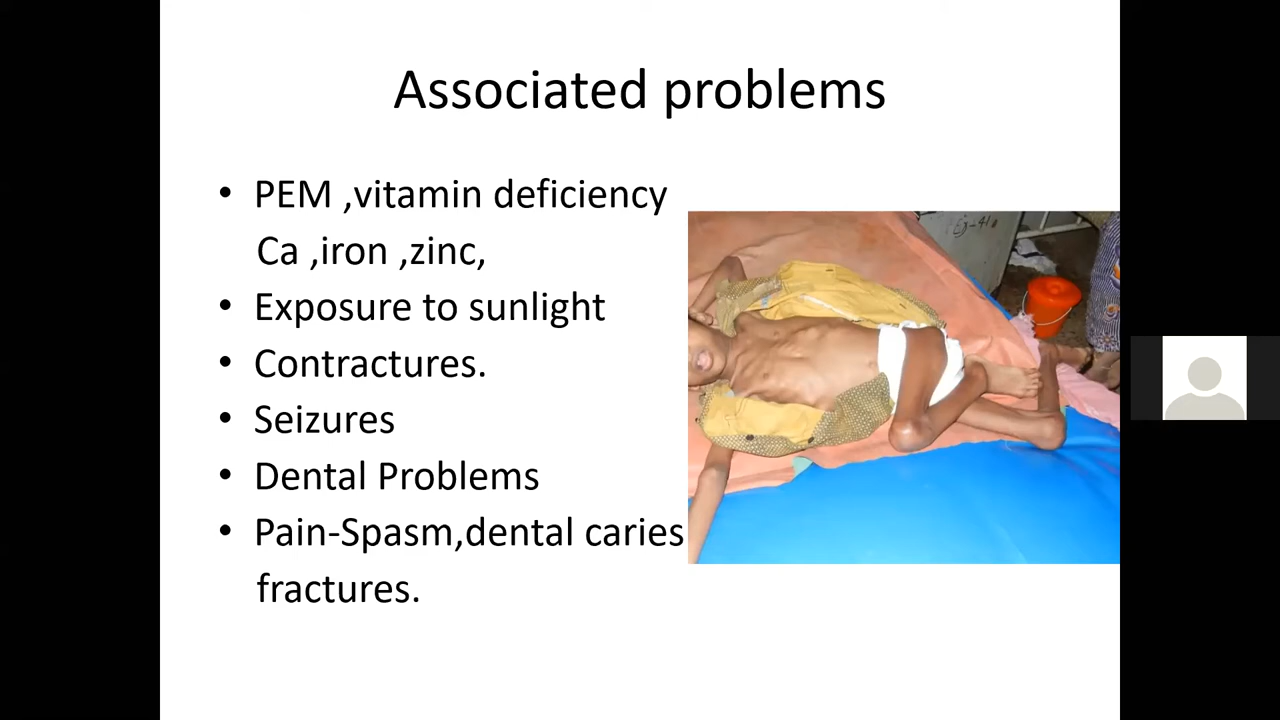 Associated problems
• PEM ,vitamin deficiency
Ca ,iron ,zinc,
• Exposure to sunlight
• Contractures.
• Seizures
• Dental Problems
• Pain-Spasm,dental caries
fractures.